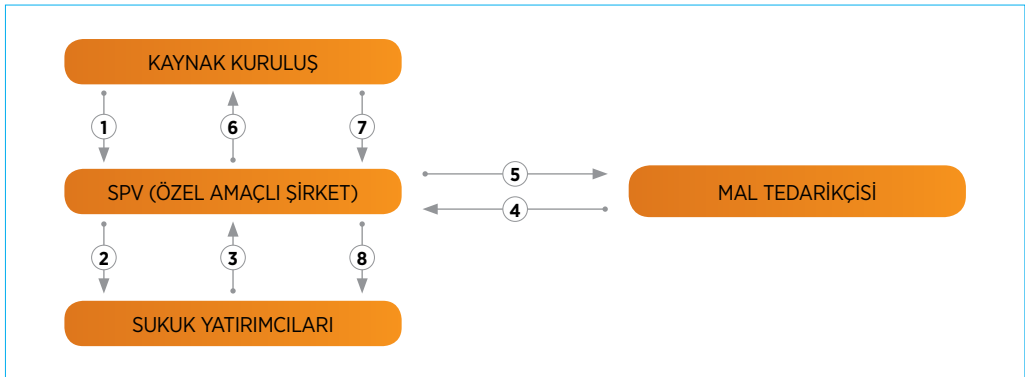 KAYNAK KURULUŞ
1
6
7
SPV (ÖZEL AMAÇLI ŞİRKET)
5
4
MAL TEDARİKÇİSİ
2
3
8
SUKUK YATIRIMCILARI